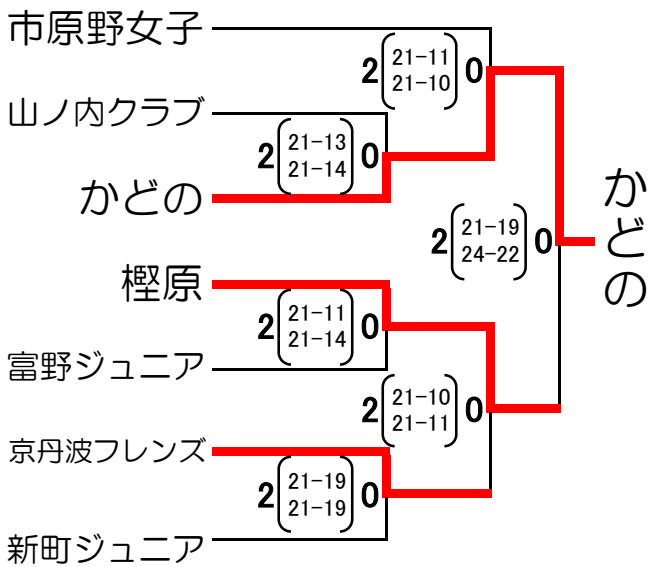 市原野女子
2 21-11 0
21-10
山ノ内クラブ
2 21-13 0
21-14
かどの
かどの
2 21-19 0
24-22
樫原
2 21-11 0
21-14
富野ジュニア
2 21-10 0
21-11
京丹波フレンズ
2 21-19 0
21-19
新町ジュニア